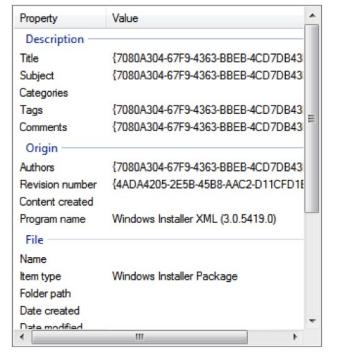 Property Value
Description
Title {7080A304-67F9-4363-BBEB-4CD7DB43
Subject {7080A304-67F9-4363-BBEB-4CD7DB43
Categories
Tags {7080A304-67F9-4363-BBEB-4CD7DB43
Comments {7080A304-67F9-4363-BBEB-4CD7DB43
Origin
Authors {7080A304-67F9-4363-BBEB-4CD7DB43
Revision number {4ADA4205-2E5B-45B8-AAC2-D11CFD1E
Content created
Program name Windows Installer XML (3.0.5419.0)
File
Name
Item type Windows Installer Package
Folder path
Date created
Date modified